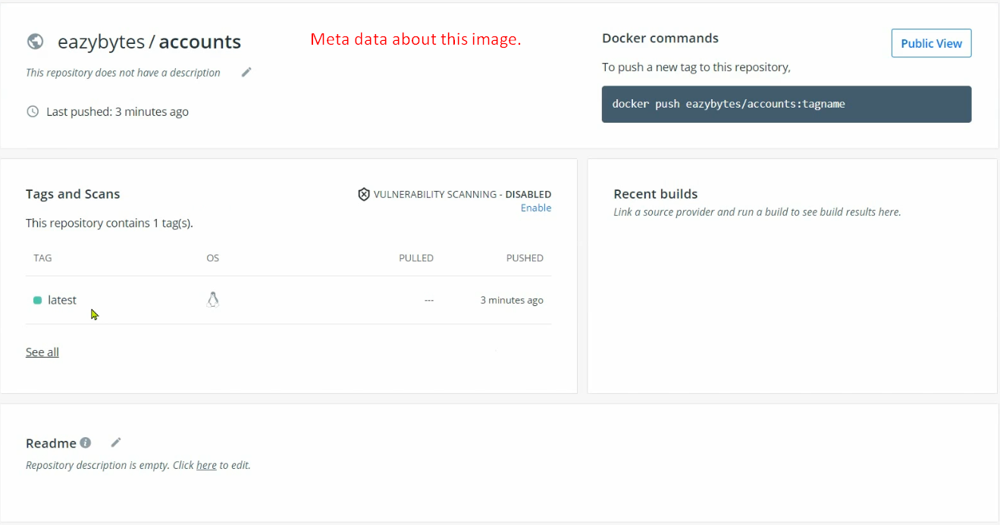 eazybytes / accounts
Meta data about this image.
This repository does not have a description
Last pushed: 3 minutes ago
Docker commands
Public View
To push a new tag to this repository,
docker push eazybytes/accounts:tagname
Tags and Scans
VULNERABILITY SCANNING - DISABLED
Enable
This repository contains 1 tag(s).
TAG OS PULLED PUSHED
latest --- 3 minutes ago
See all
Recent builds
Link a source provider and run a build to see build results here.
Readme
Repository description is empty. Click here to edit.